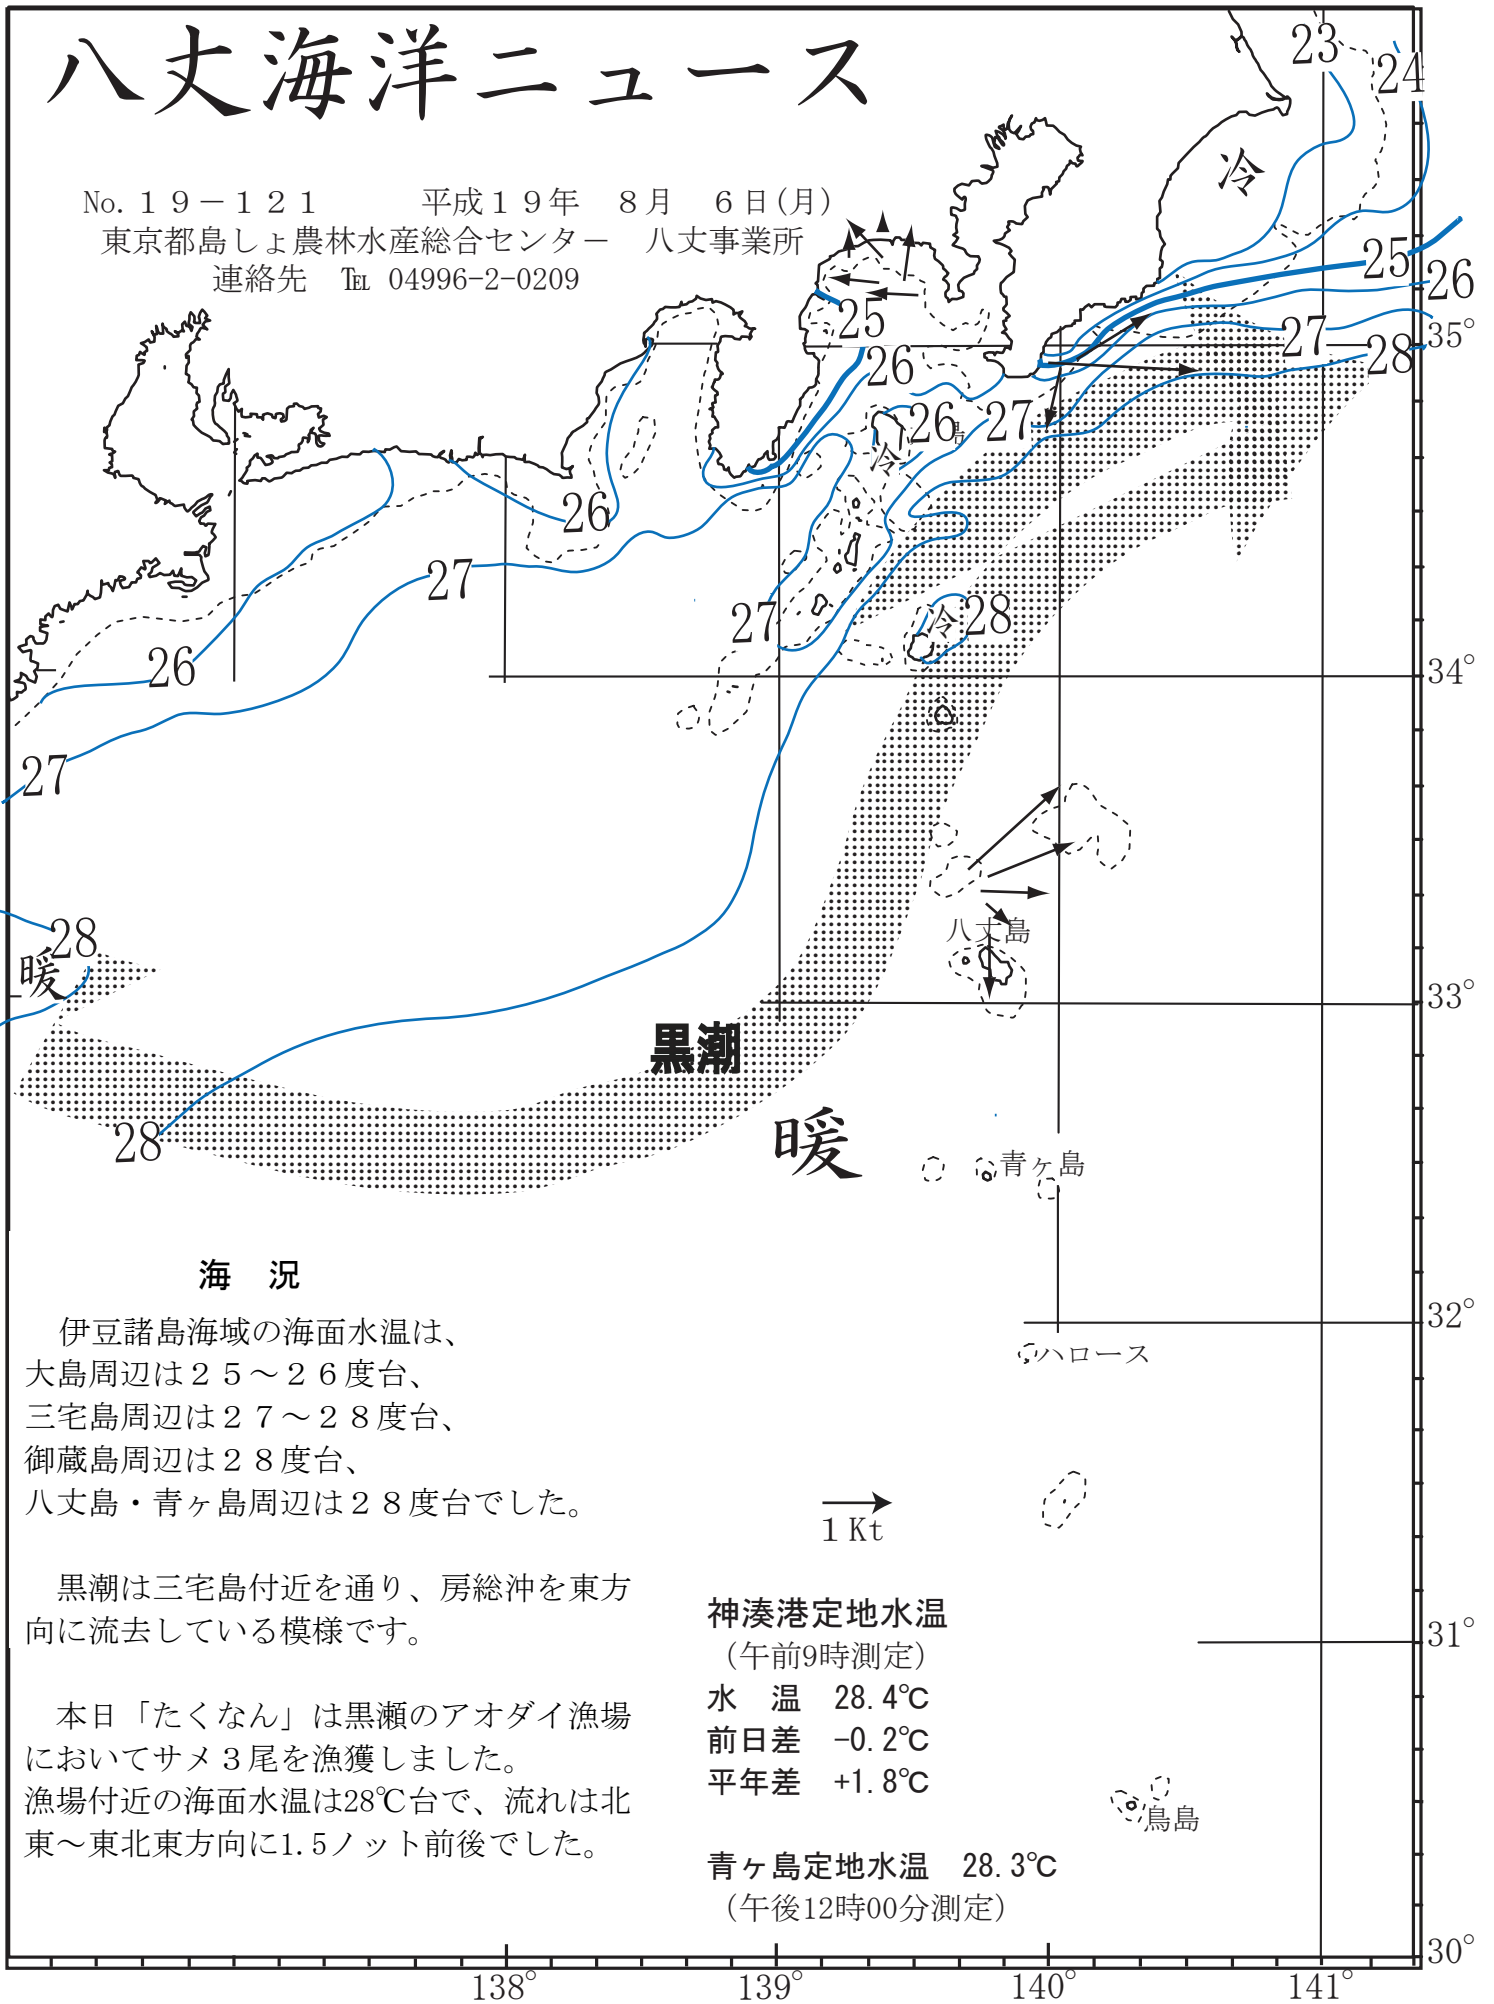 八丈海洋ニュース
No.１９－１２１　平成１９年　８月　６日(月)
東京都島しょ農林水産総合センター　八丈事業所
連絡先　℡ 04996-2-0209
23
24
冷
25
26
27
28
35°
25
26
26
27
冷
26
27
27
28
冷
26
27
34°
28
暖
八丈島
33°
黒潮
28
暖
青ヶ島
32°
ハロース
海　況
伊豆諸島海域の海面水温は、
大島周辺は２５～２６度台、
三宅島周辺は２７～２８度台、
御蔵島周辺は２８度台、
八丈島・青ヶ島周辺は２８度台でした。
黒潮は三宅島付近を通り、房総沖を東方
向に流去している模様です。
本日「たくなん」は黒瀬のアオダイ漁場
においてサメ３尾を漁獲しました。
漁場付近の海面水温は28℃台で、流れは北
東～東北東方向に1.5ノット前後でした。
1 Kt
神湊港定地水温
（午前9時測定）
水　温　28.4℃
前日差　-0.2℃
平年差　+1.8℃
青ヶ島定地水温　28.3℃
（午後12時00分測定）
31°
鳥島
30°
138°
139°
140°
141°